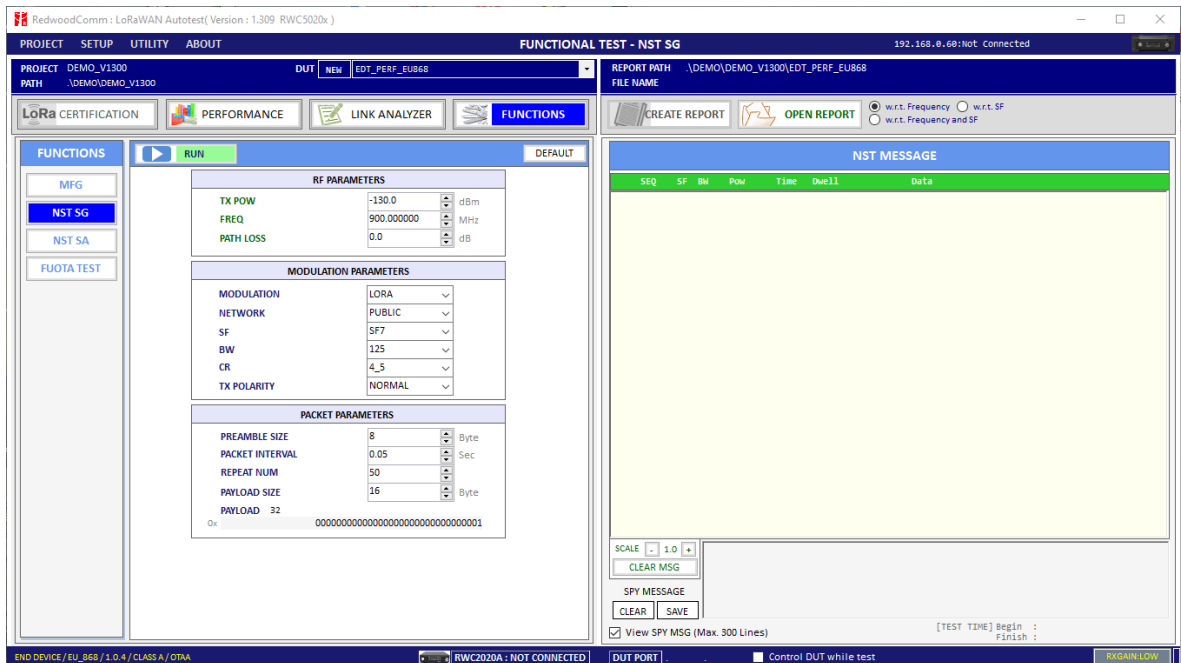 RedwoodComm : LoRaWAN Autotest( Version : 1.309 RWC5020x )
PROJECT SETUP UTILITY ABOUT FUNCTIONAL TEST - NST SG 192.168.0.60:Not Connected
PROJECT DEMO_V1300 DUT NEW EDT_PERF_EU868 REPORT PATH .\DEMO\DEMO_V1300\EDT_PERF_EU868
PATH .\DEMO\DEMO_V1300 FILE NAME
LoRa CERTIFICATION PERFORMANCE LINK ANALYZER FUNCTIONS CREATE REPORT OPEN REPORT w.r.t. Frequency w.r.t. SF
w.r.t. Frequency and SF
FUNCTIONS RUN DEFAULT NST MESSAGE
MFG
NST SG
NST SA
FUOTA TEST
RF PARAMETERS
TX POW -130.0 dBm
FREQ 900.000000 MHz
PATH LOSS 0.0 dB
MODULATION PARAMETERS
MODULATION LORA
NETWORK PUBLIC
SF SF7
BW 125
CR 4_5
TX POLARITY NORMAL
PACKET PARAMETERS
PREAMBLE SIZE 8 Byte
PACKET INTERVAL 0.05 Sec
REPEAT NUM 50
PAYLOAD SIZE 16 Byte
PAYLOAD 32
0x 00000000000000000000000000000001
SEQ SF BW Pow Time Dwell Data
SCALE - 1.0 +
CLEAR MSG
SPY MESSAGE
CLEAR SAVE
View SPY MSG (Max. 300 Lines)
[TEST TIME] Begin :
Finish :
END DEVICE / EU_868 / 1.0.4 / CLASS A / OTAA RWC2020A : NOT CONNECTED DUT PORT . . Control DUT while test RXGAIN:LOW